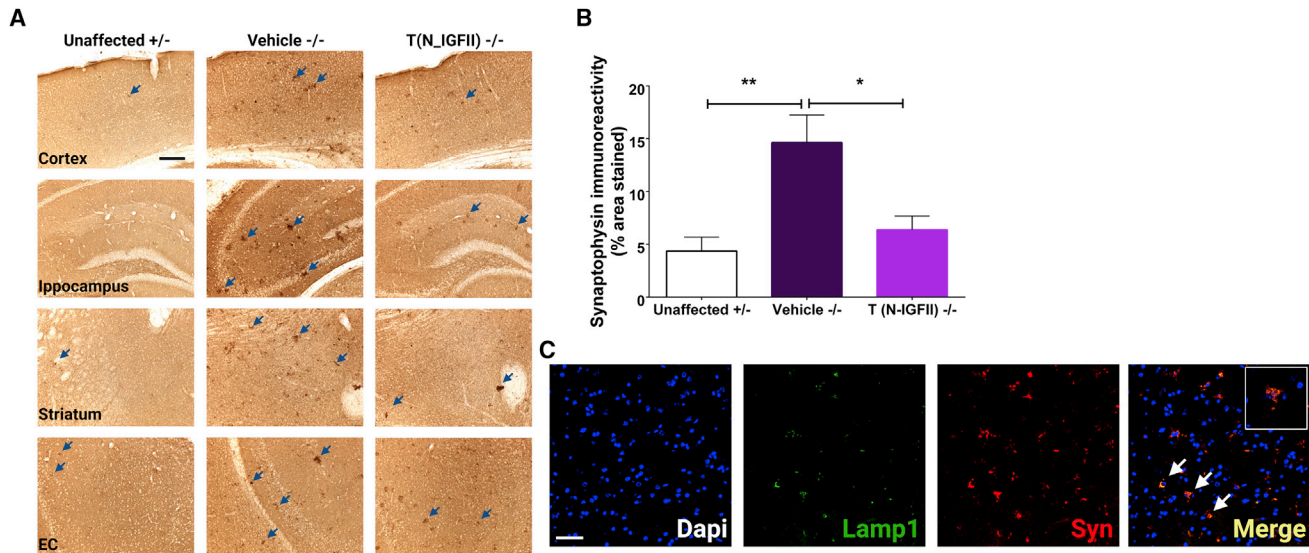 A
Unaffected +/-
Vehicle -/-
T(N_IGFII) -/-
Cortex
Ippocampus
Striatum
EC
B
Synaptophysin immunoreactivity
(% area stained)
20
15
10
5
0
**
*
Unaffected +/-
Vehicle -/-
T (N-IGFII) -/-
C
Dapi
Lamp1
Syn
Merge